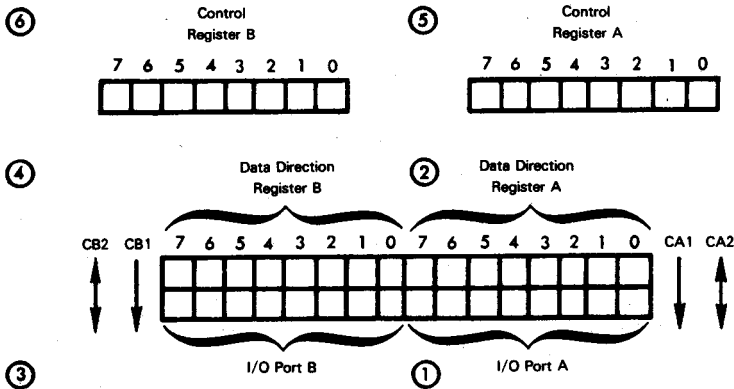 6 Control
Register B
7 6 5 4 3 2 1 0
5 Control
Register A
7 6 5 4 3 2 1 0
4 Data Direction
Register B
2 Data Direction
Register A
CB2 CB1 7 6 5 4 3 2 1 0 7 6 5 4 3 2 1 0 CA1 CA2
3 I/O Port B
1 I/O Port A